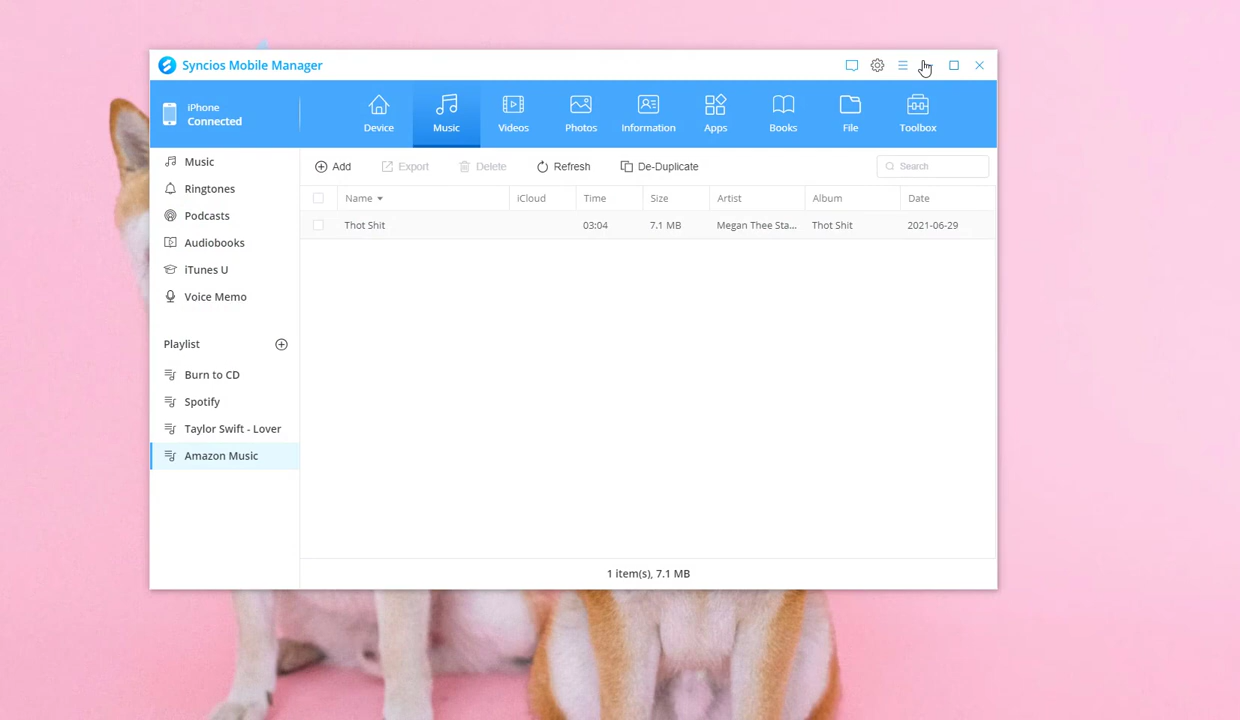 Syncios Mobile Manager
iPhone
Connected
Device
Music
Videos
Photos
Information
Apps
Books
File
Toolbox
Music
Ringtones
Podcasts
Audiobooks
iTunes U
Voice Memo
Playlist
Burn to CD
Spotify
Taylor Swift - Lover
Amazon Music
Add Export Delete Refresh De-Duplicate Search
Name iCloud Time Size Artist Album Date
Thot Shit 03:04 7.1 MB Megan Thee Sta... Thot Shit 2021-06-29
1 item(s), 7.1 MB